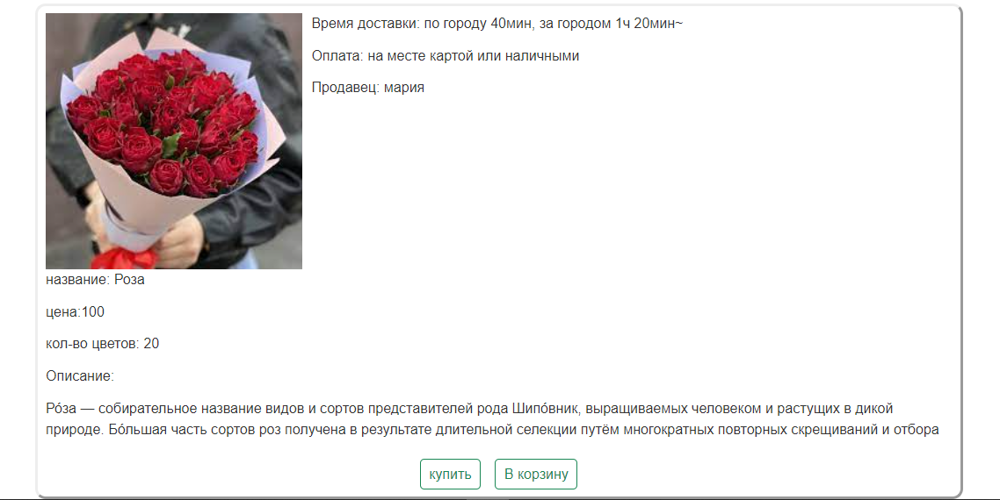 Время доставки: по городу 40мин, за городом 1ч 20мин~
Оплата: на месте картой или наличными
Продавец: мария
название: Роза
цена:100
кол-во цветов: 20
Описание:
Ро́за — собирательное название видов и сортов представителей рода Шипо́вник, выращиваемых человеком и растущих в дикой
природе. Бо́льшая часть сортов роз получена в результате длительной селекции путём многократных повторных скрещиваний и отбора
купить
В корзину